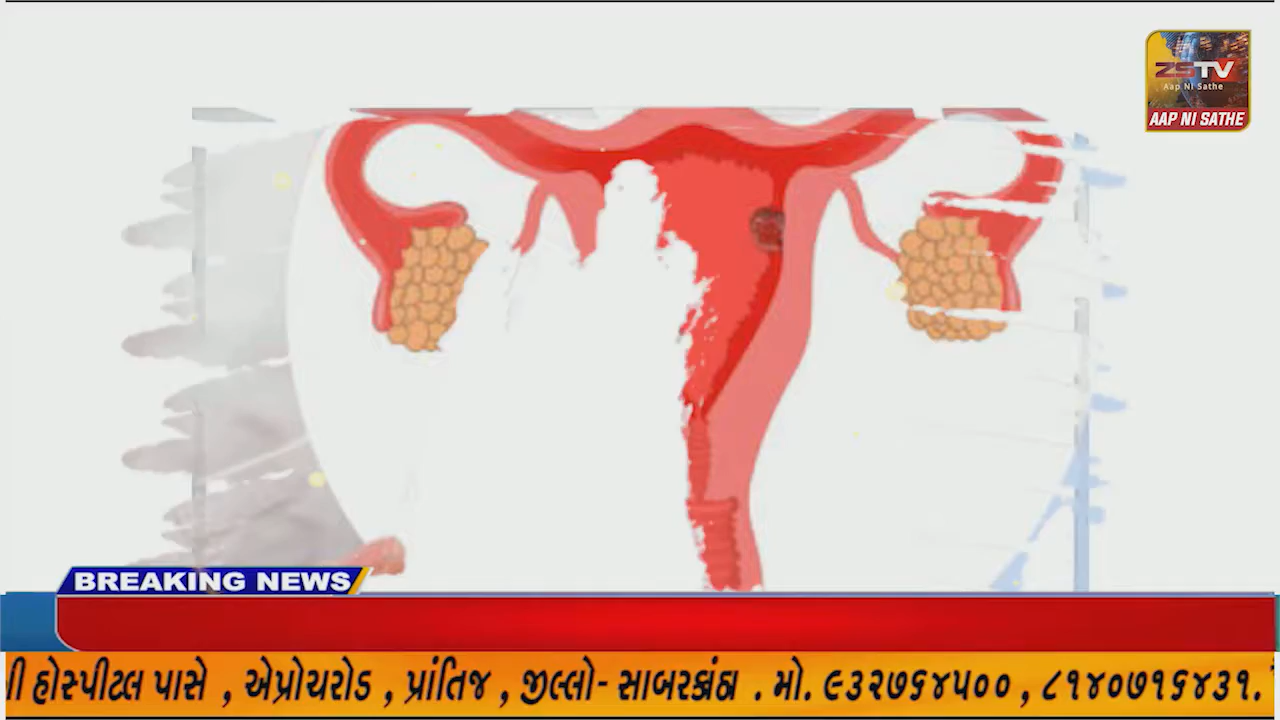 ZSTV
Aap Ni Sathe
AAP NI SATHE
BREAKING NEWS
હોસ્પીટલ પાસે , એપ્રોચરોડ , પ્રાંતિજ , જીલ્લો- સાબરકાંઠા . મો. ૯૩૨૭૬૪૫૦૦ , ૮૧૪૦૭૧૬૪૩૧.